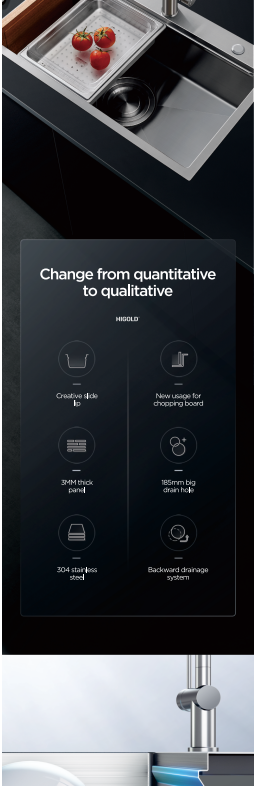 Change from quantitative
to qualitative
HIGOLD
Creative slide
lip
New usage for
chopping board
3MM thick
panel
185mm big
drain hole
304 stainless
steel
Backward drainage
system